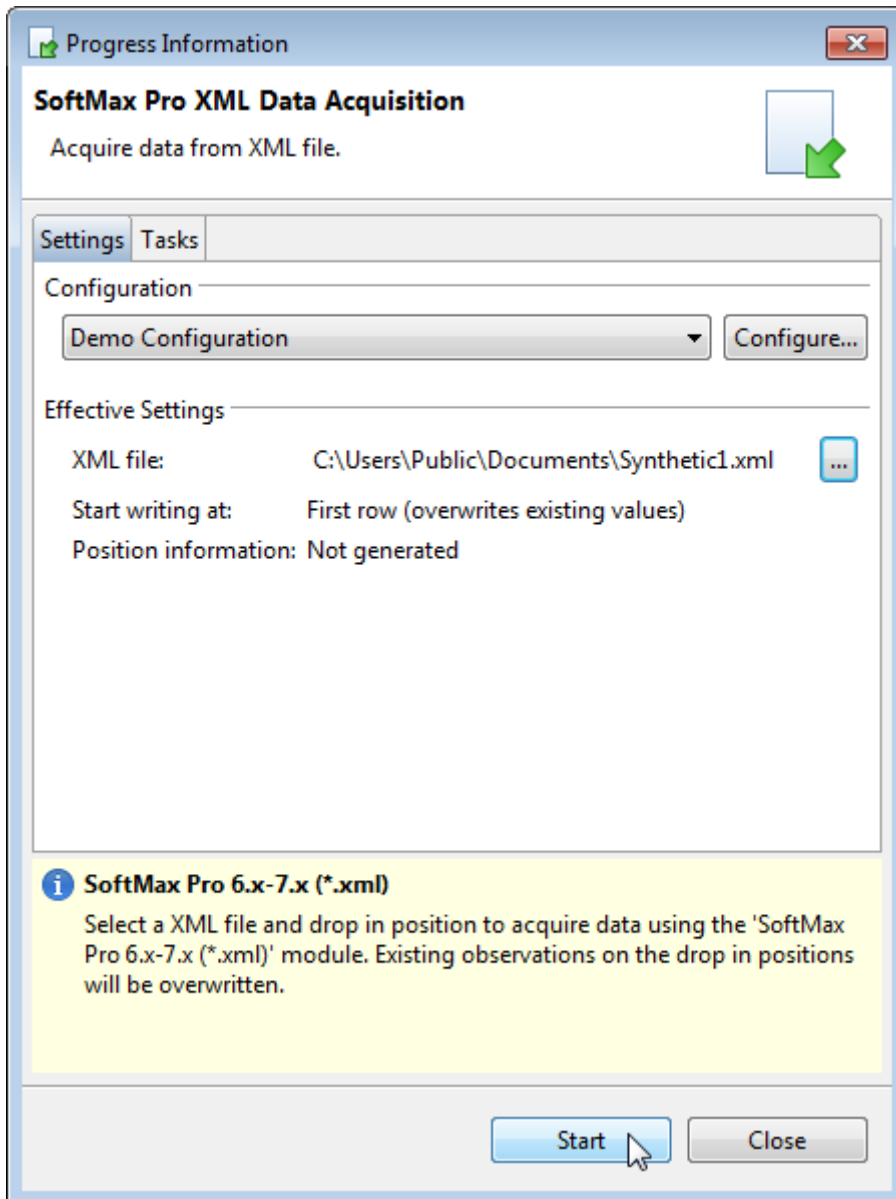 Progress Information
SoftMax Pro XML Data Acquisition
Acquire data from XML file.
Settings Tasks
Configuration
Demo Configuration Configure...
Effective Settings
XML file: C:\Users\Public\Documents\Synthetic1.xml ...
Start writing at: First row (overwrites existing values)
Position information: Not generated
SoftMax Pro 6.x-7.x (*.xml)
Select a XML file and drop in position to acquire data using the 'SoftMax
Pro 6.x-7.x (*.xml)' module. Existing observations on the drop in positions
will be overwritten.
Start Close